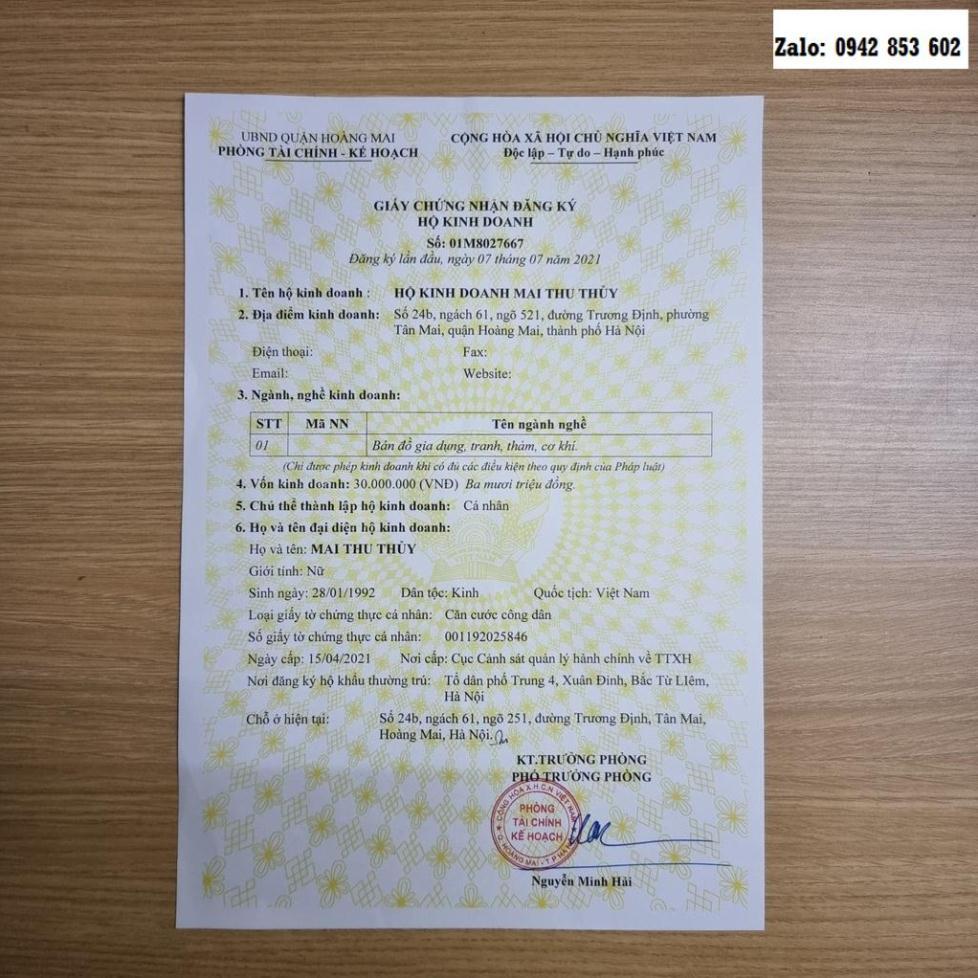 Zalo: 0942 853 602
UBND QUẬN HOÀNG MAI
PHÒNG TÀI CHÍNH - KẾ HOẠCH
CỘNG HÒA XÃ HỘI CHỦ NGHĨA VIỆT NAM
Độc lập – Tự do – Hạnh phúc
GIẤY CHỨNG NHẬN ĐĂNG KÝ
HỘ KINH DOANH
Số: 01M8027667
Đăng ký lần đầu, ngày 07 tháng 07 năm 2021
1. Tên hộ kinh doanh : HỘ KINH DOANH MAI THU THỦY
2. Địa điểm kinh doanh: Số 24b, ngách 61, ngõ 521, đường Trương Định, phường
Tân Mai, quận Hoàng Mai, thành phố Hà Nội
Điện thoại: Fax:
Email: Website:
3. Ngành, nghề kinh doanh:
STT Mã NN Tên ngành nghề
01 Bán đồ gia dụng, tranh, thảm, cơ khí.
(Chỉ được phép kinh doanh khi có đủ các điều kiện theo quy định của Pháp luật)
4. Vốn kinh doanh: 30.000.000 (VNĐ) Ba mươi triệu đồng.
5. Chủ thể thành lập hộ kinh doanh: Cá nhân
6. Họ và tên đại diện hộ kinh doanh:
Họ và tên: MAI THU THỦY
Giới tính: Nữ
Sinh ngày: 28/01/1992 Dân tộc: Kinh Quốc tịch: Việt Nam
Loại giấy tờ chứng thực cá nhân: Căn cước công dân
Số giấy tờ chứng thực cá nhân: 001192025846
Ngày cấp: 15/04/2021 Nơi cấp: Cục Cảnh sát quản lý hành chính về TTXH
Nơi đăng ký hộ khẩu thường trú: Tổ dân phố Trung 4, Xuân Đỉnh, Bắc Từ LIêm,
Hà Nội
Chỗ ở hiện tại: Số 24b, ngách 61, ngõ 251, đường Trương Định, Tân Mai,
Hoàng Mai, Hà Nội.
KT.TRƯỞNG PHÒNG
PHÓ TRƯỞNG PHÒNG
CỘNG HÒA X.H.C.N VIỆT NAM
PHÒNG
TÀI CHÍNH
KẾ HOẠCH
Q. HOÀNG MAI - T.P HÀ
Nguyễn Minh Hải